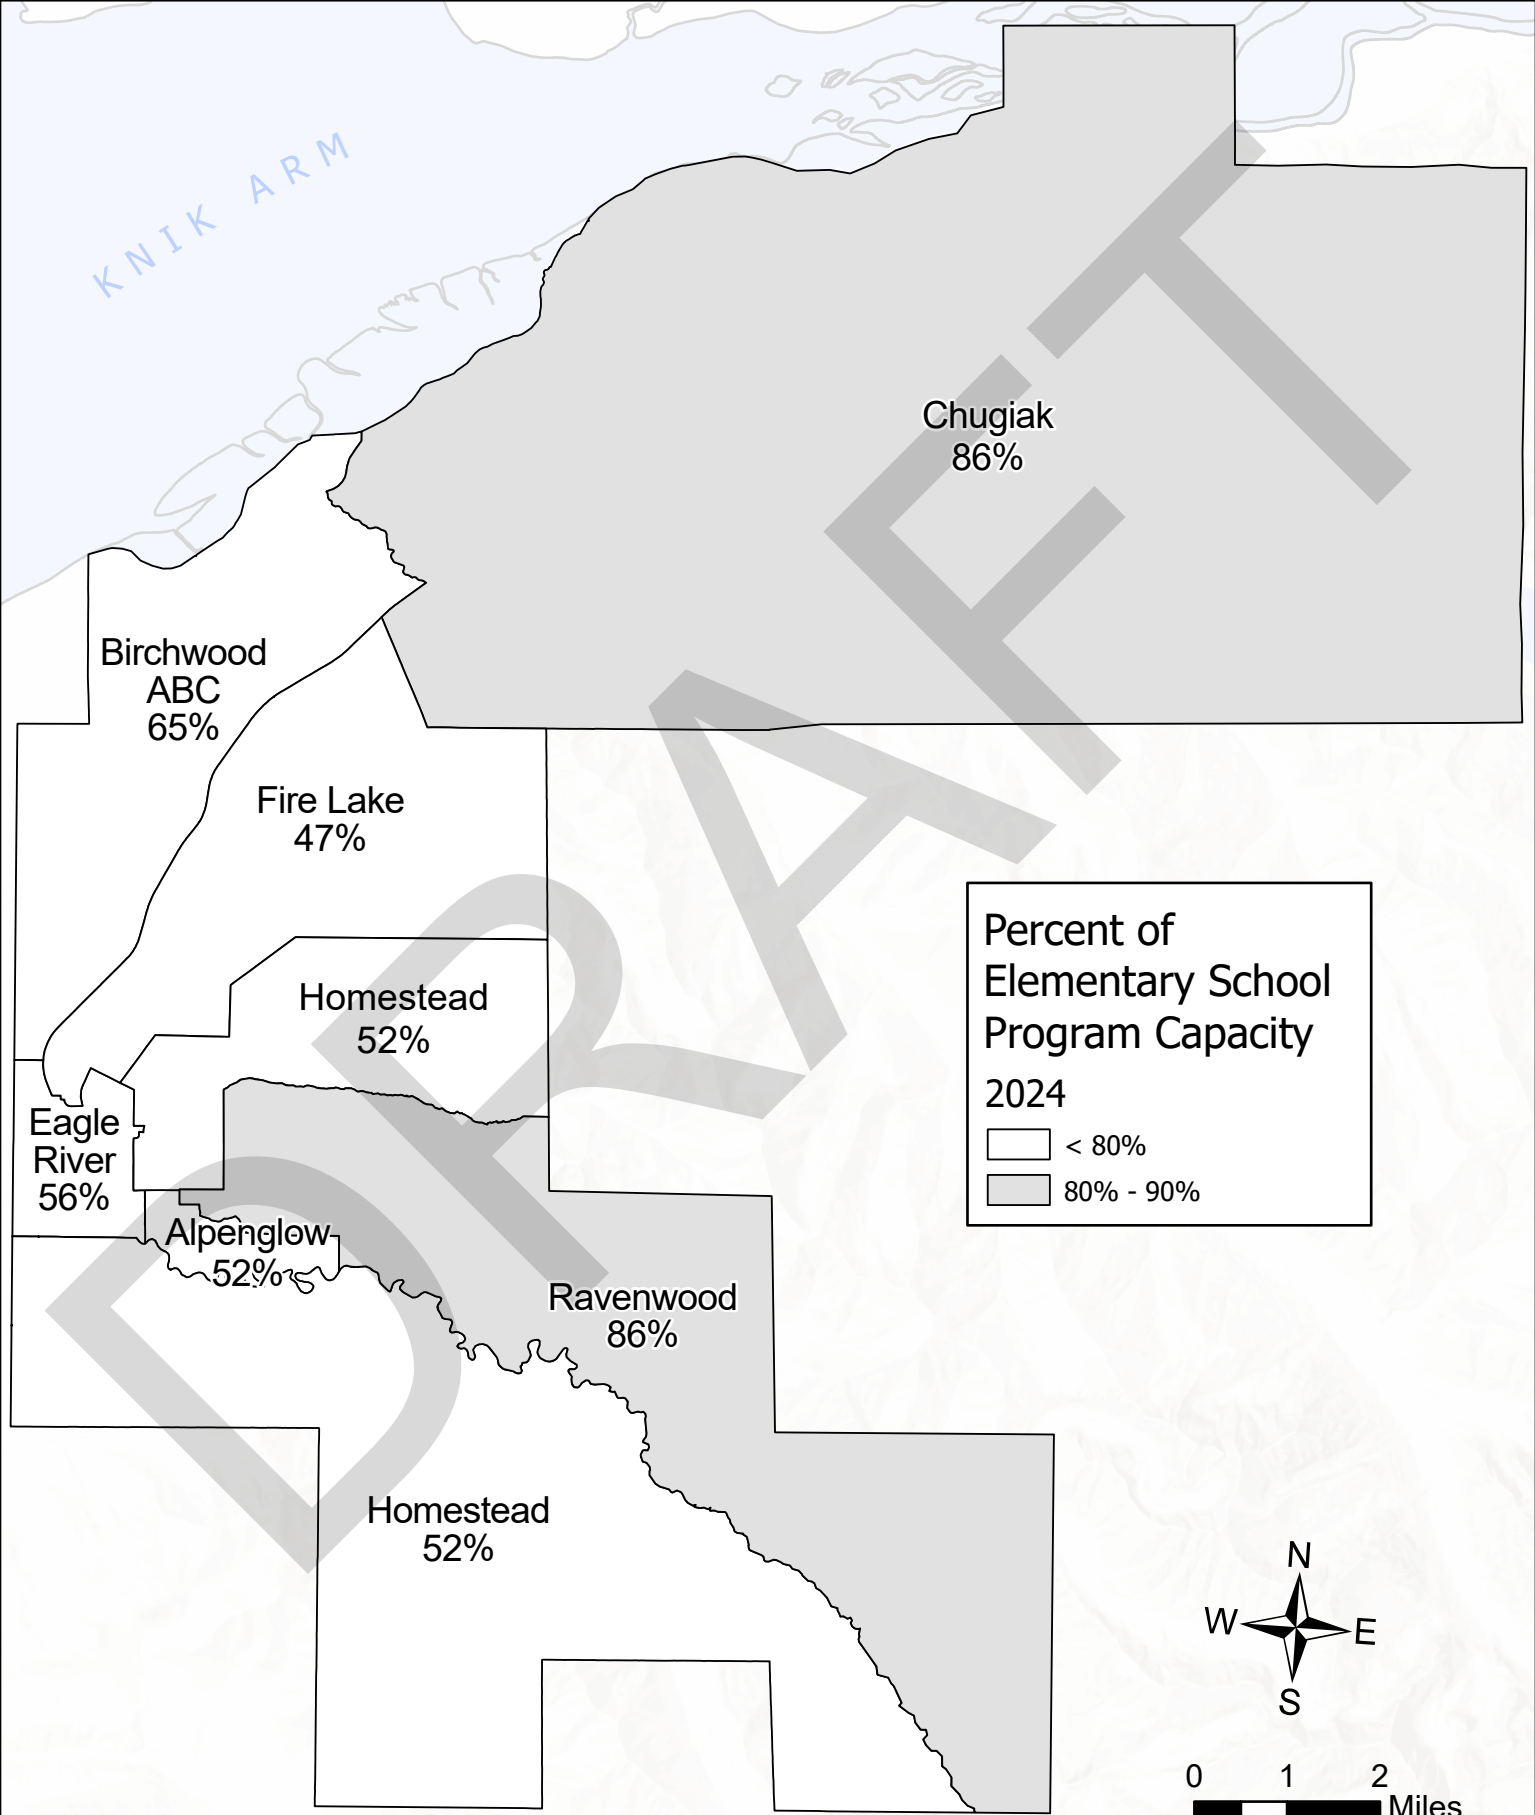 KNIK ARM
Chugiak
86%
Birchwood
ABC
65%
Fire Lake
47%
Homestead
52%
Eagle
River
56%
Alpenglow
52%
Ravenwood
86%
Homestead
52%
DRAFT
Percent of
Elementary School
Program Capacity
2024
< 80%
80% - 90%
N
W E
S
0 1 2
Miles